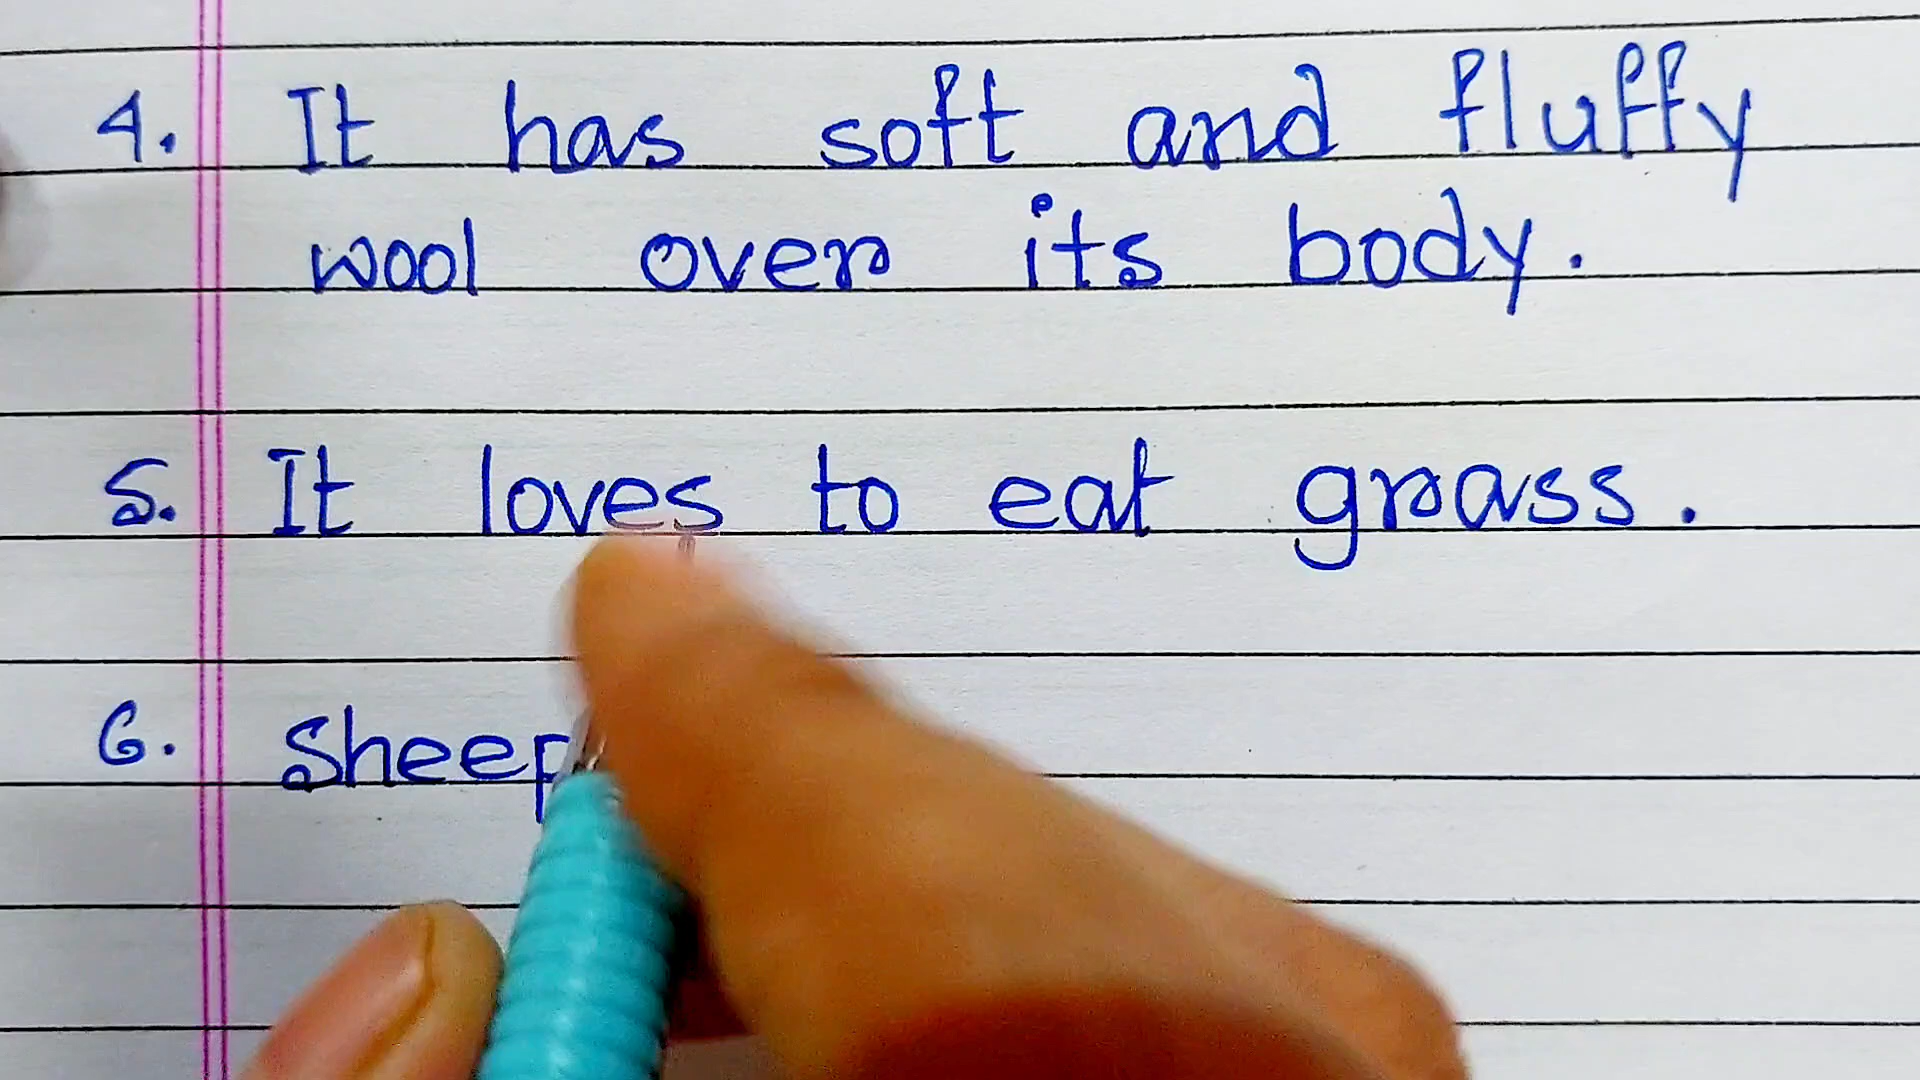 4. It has soft and fluffy
wool over its body.
5. It loves to eat grass.
6. Sheep